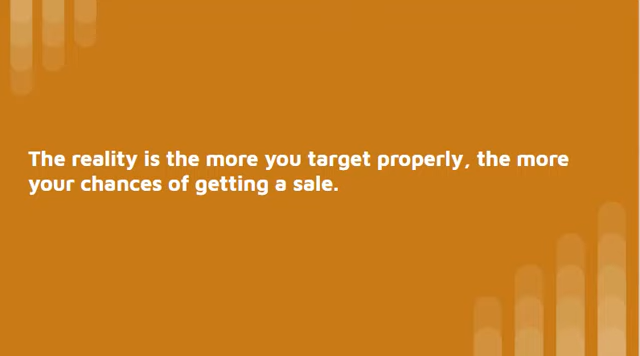 The reality is the more you target properly, the more
your chances of getting a sale.